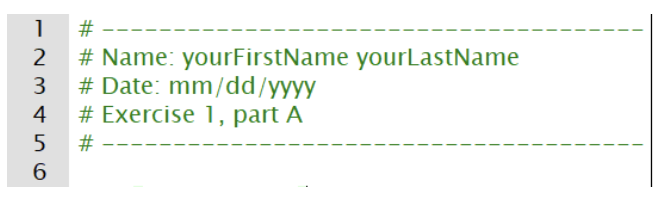 1 # --------------------------------------
2 # Name: yourFirstName yourLastName
3 # Date: mm/dd/yyyy
4 # Exercise 1, part A
5 # --------------------------------------
6